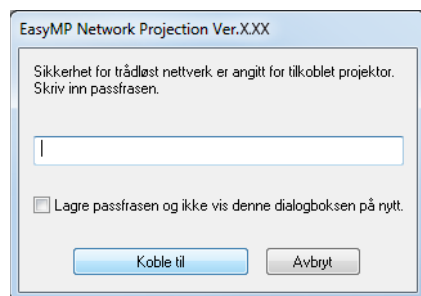 EasyMP Network Projection Ver.X.XX
Sikkerhet for trådløst nettverk er angitt for tilkoblet projektor.
Skriv inn passfrasen.
Lagre passfrasen og ikke vis denne dialogboksen på nytt.
Koble til
Avbryt